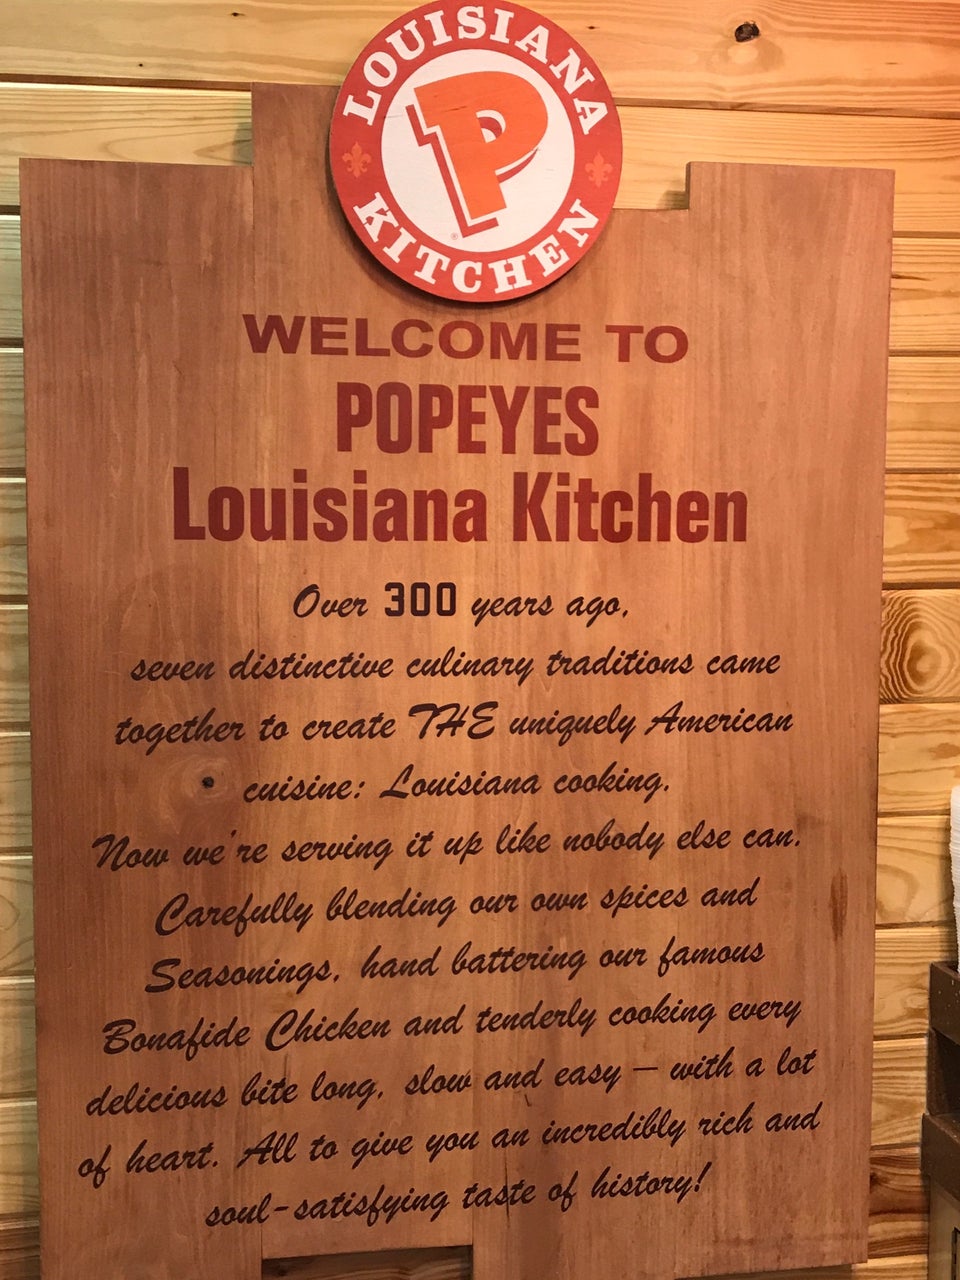 LOUISIANA
P
KITCHEN
®
WELCOME TO
POPEYES
Louisiana Kitchen
Over 300 years ago,
seven distinctive culinary traditions came
together to create THE uniquely American
cuisine: Louisiana cooking.
Now we're serving it up like nobody else can.
Carefully blending our own spices and
Seasonings, hand battering our famous
Bonafide Chicken and tenderly cooking every
delicious bite long, slow and easy — with a lot
of heart. All to give you an incredibly rich and
soul-satisfying taste of history!